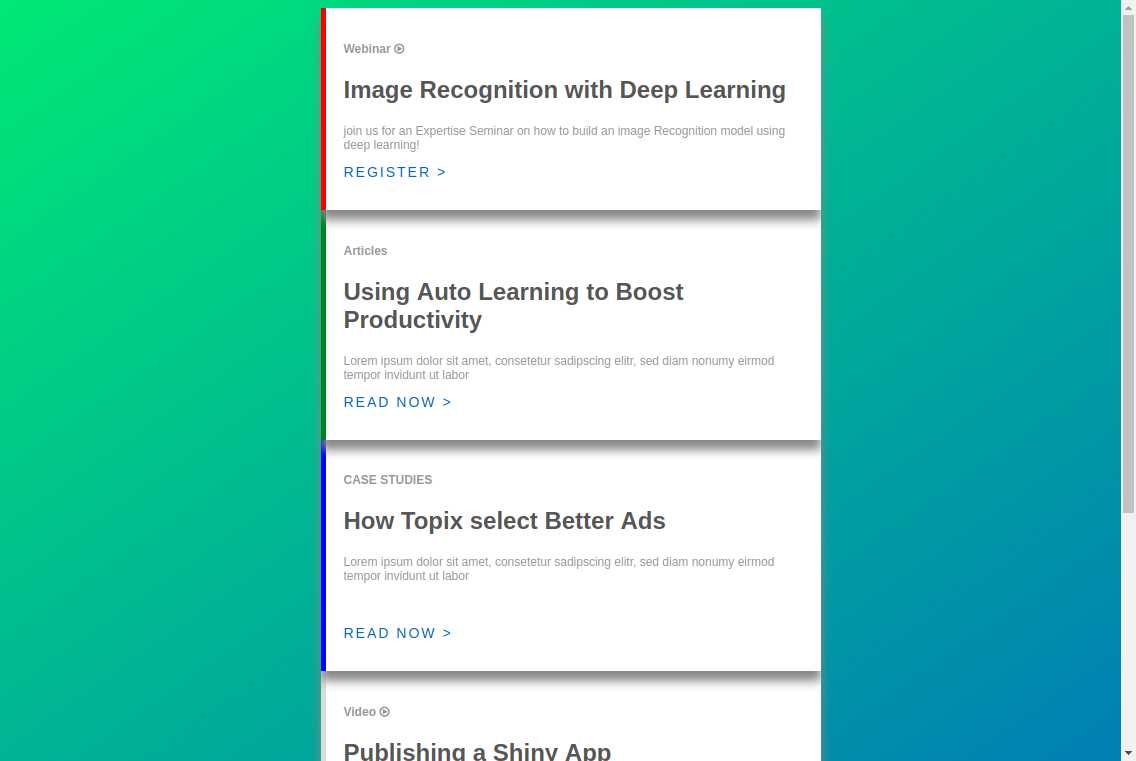 Webinar
Image Recognition with Deep Learning
join us for an Expertise Seminar on how to build an image Recognition model using
deep learning!
REGISTER >
Articles
Using Auto Learning to Boost
Productivity
Lorem ipsum dolor sit amet, consetetur sadipscing elitr, sed diam nonumy eirmod
tempor invidunt ut labor
READ NOW >
CASE STUDIES
How Topix select Better Ads
Lorem ipsum dolor sit amet, consetetur sadipscing elitr, sed diam nonumy eirmod
tempor invidunt ut labor
READ NOW >
Video
Publishing a Shiny App